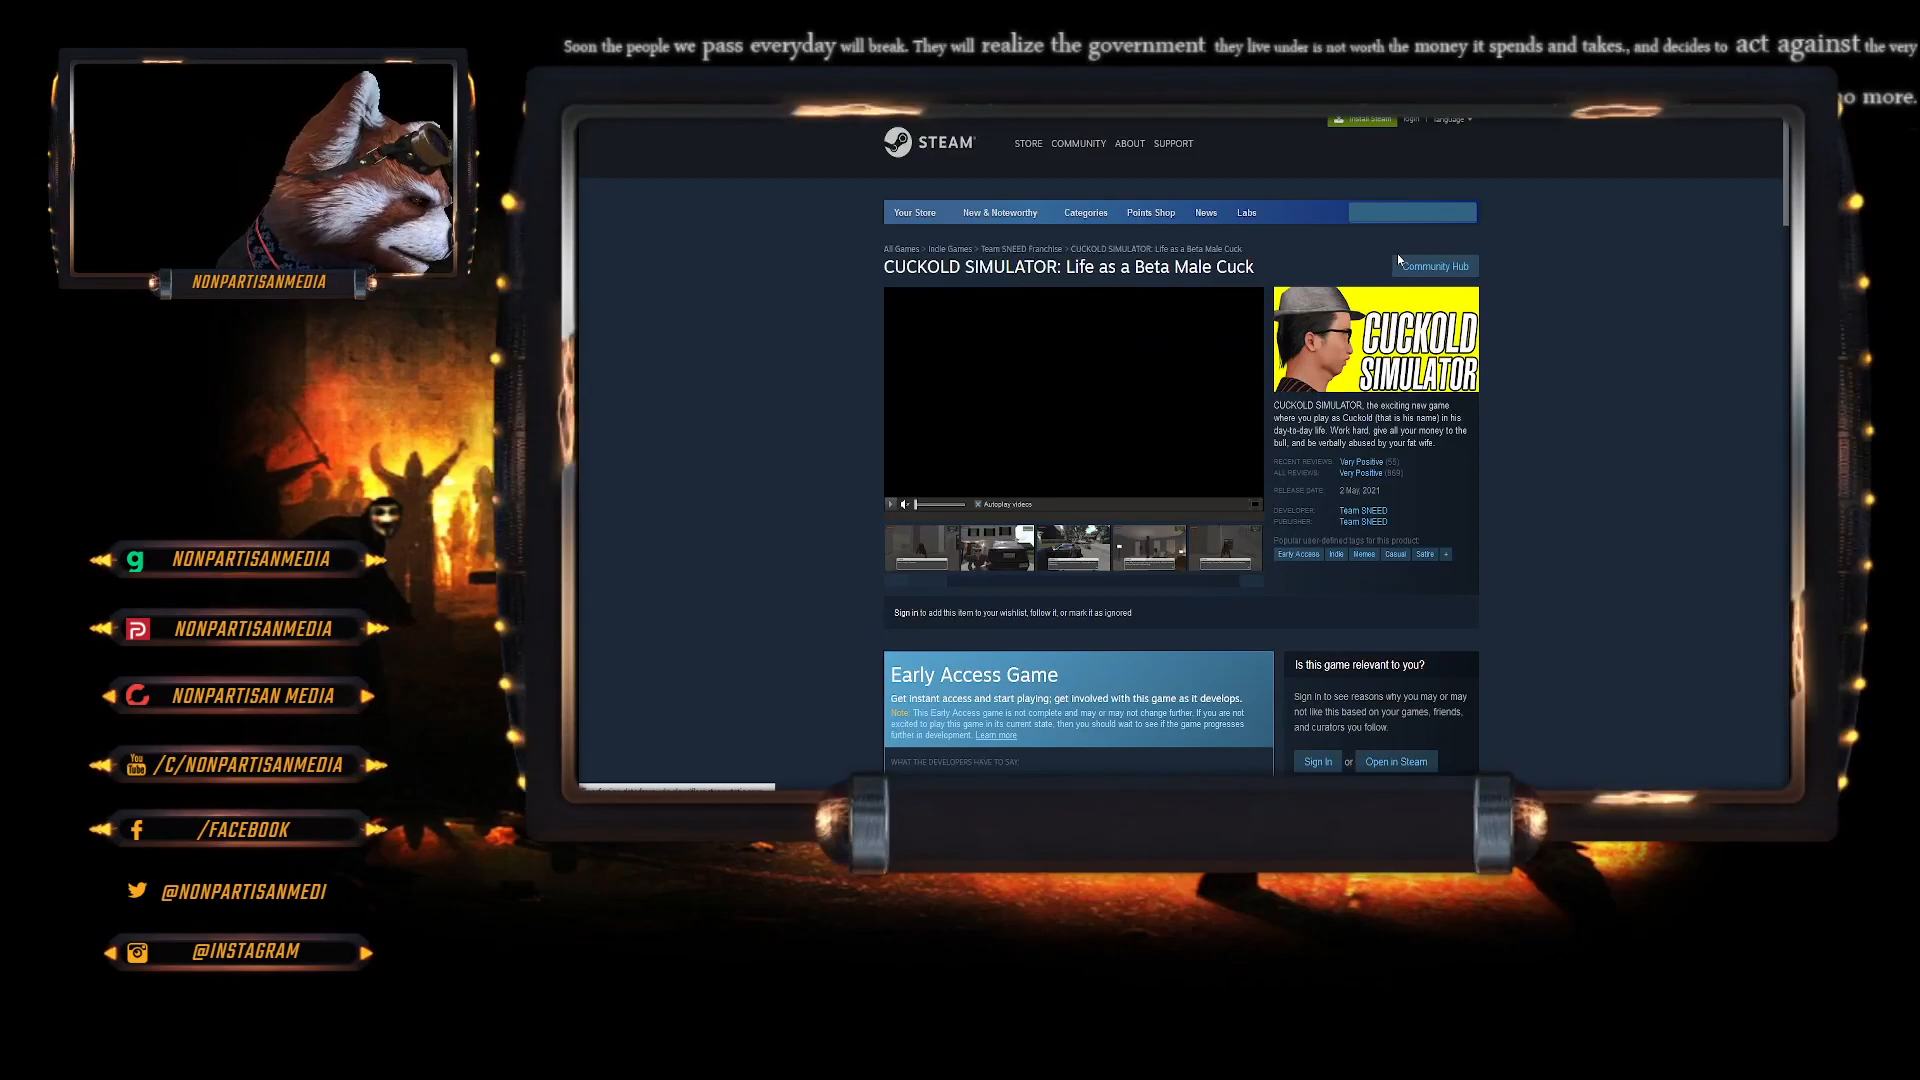 Soon the people we pass everyday will break. They will realize the government they live under is not worth the money it spends and takes., and decides to act against the very
no more.
NONPARTISANMEDIA
Install Steam login | language
STEAM
STORE COMMUNITY ABOUT SUPPORT
Your Store New & Noteworthy Categories Points Shop News Labs
All Games > Indie Games > Team SNEED Franchise > CUCKOLD SIMULATOR: Life as a Beta Male Cuck
CUCKOLD SIMULATOR: Life as a Beta Male Cuck
Community Hub
CUCKOLD
SIMULATOR
CUCKOLD SIMULATOR, the exciting new game
where you play as Cuckold (that is his name) in his
day-to-day life. Work hard, give all your money to the
bull, and be verbally abused by your fat wife.
RECENT REVIEWS: Very Positive (55)
ALL REVIEWS: Very Positive (969)
RELEASE DATE: 2 May, 2021
DEVELOPER: Team SNEED
PUBLISHER: Team SNEED
Popular user-defined tags for this product:
Early Access Indie Memes Casual Satire +
Autoplay videos
Sign in to add this item to your wishlist, follow it, or mark it as ignored
Early Access Game
Get instant access and start playing; get involved with this game as it develops.
Note: This Early Access game is not complete and may or may not change further. If you are not
excited to play this game in its current state, then you should wait to see if the game progresses
further in development. Learn more
WHAT THE DEVELOPERS HAVE TO SAY:
Is this game relevant to you?
Sign in to see reasons why you may or may
not like this based on your games, friends,
and curators you follow.
Sign In or Open in Steam
g NONPARTISANMEDIA
NONPARTISANMEDIA
NONPARTISAN MEDIA
You Tube /C/NONPARTISANMEDIA
f /FACEBOOK
@NONPARTISANMEDI
@INSTAGRAM